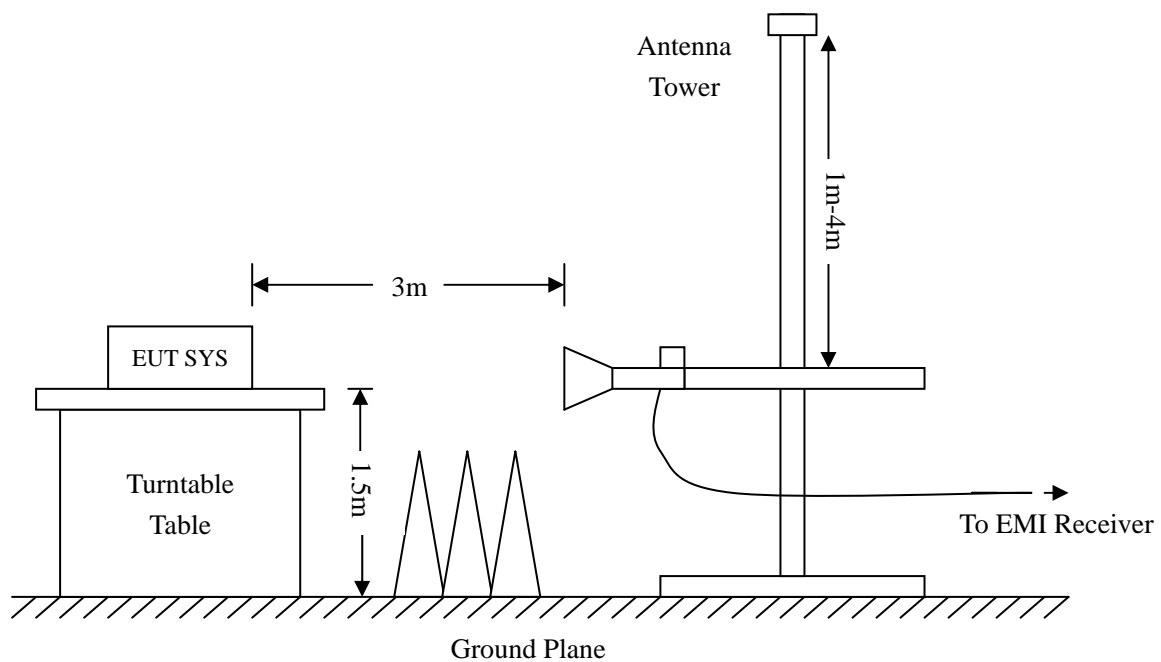 Antenna
Tower
1m-4m
3m
EUT SYS
1.5m
Turntable
Table
To EMI Receiver
Ground Plane